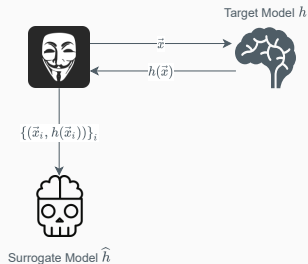 Target Model h
x⃗
h(x⃗)
{(x⃗ᵢ, h(x⃗ᵢ))}ᵢ
Surrogate Model ĥ